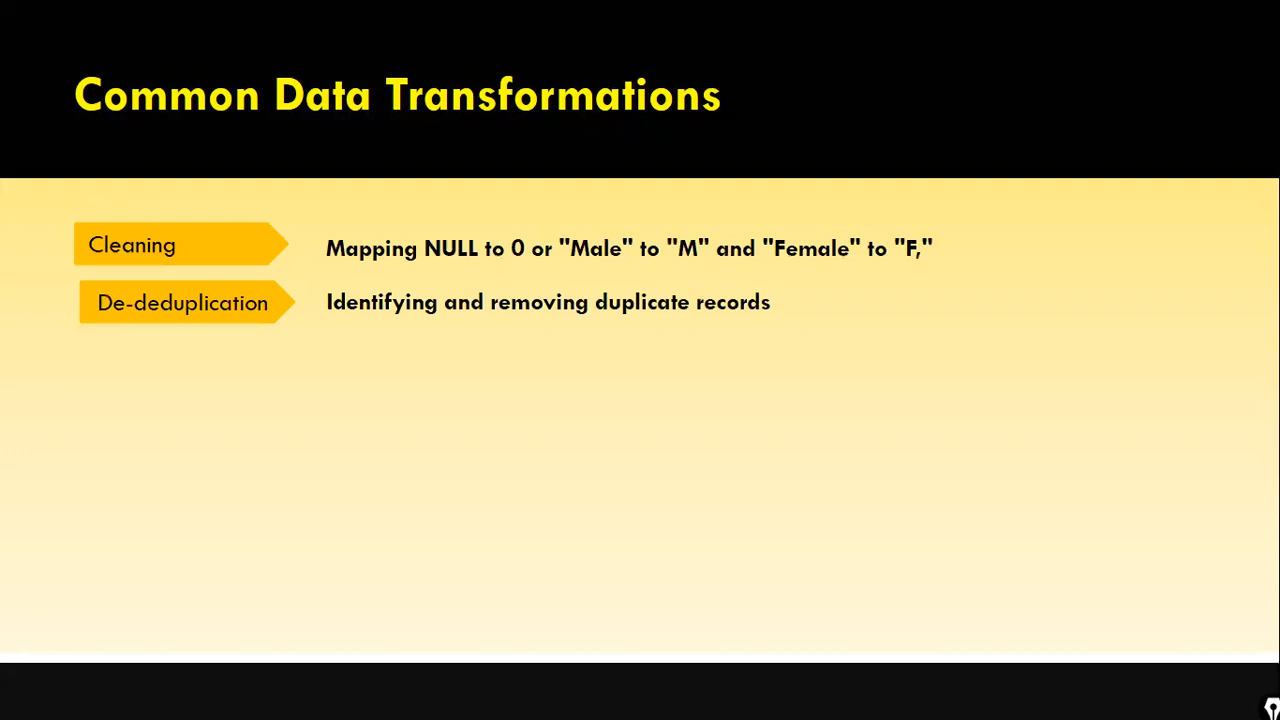 Common Data Transformations
Cleaning
Mapping NULL to 0 or "Male" to "M" and "Female" to "F,"
De-deduplication
Identifying and removing duplicate records